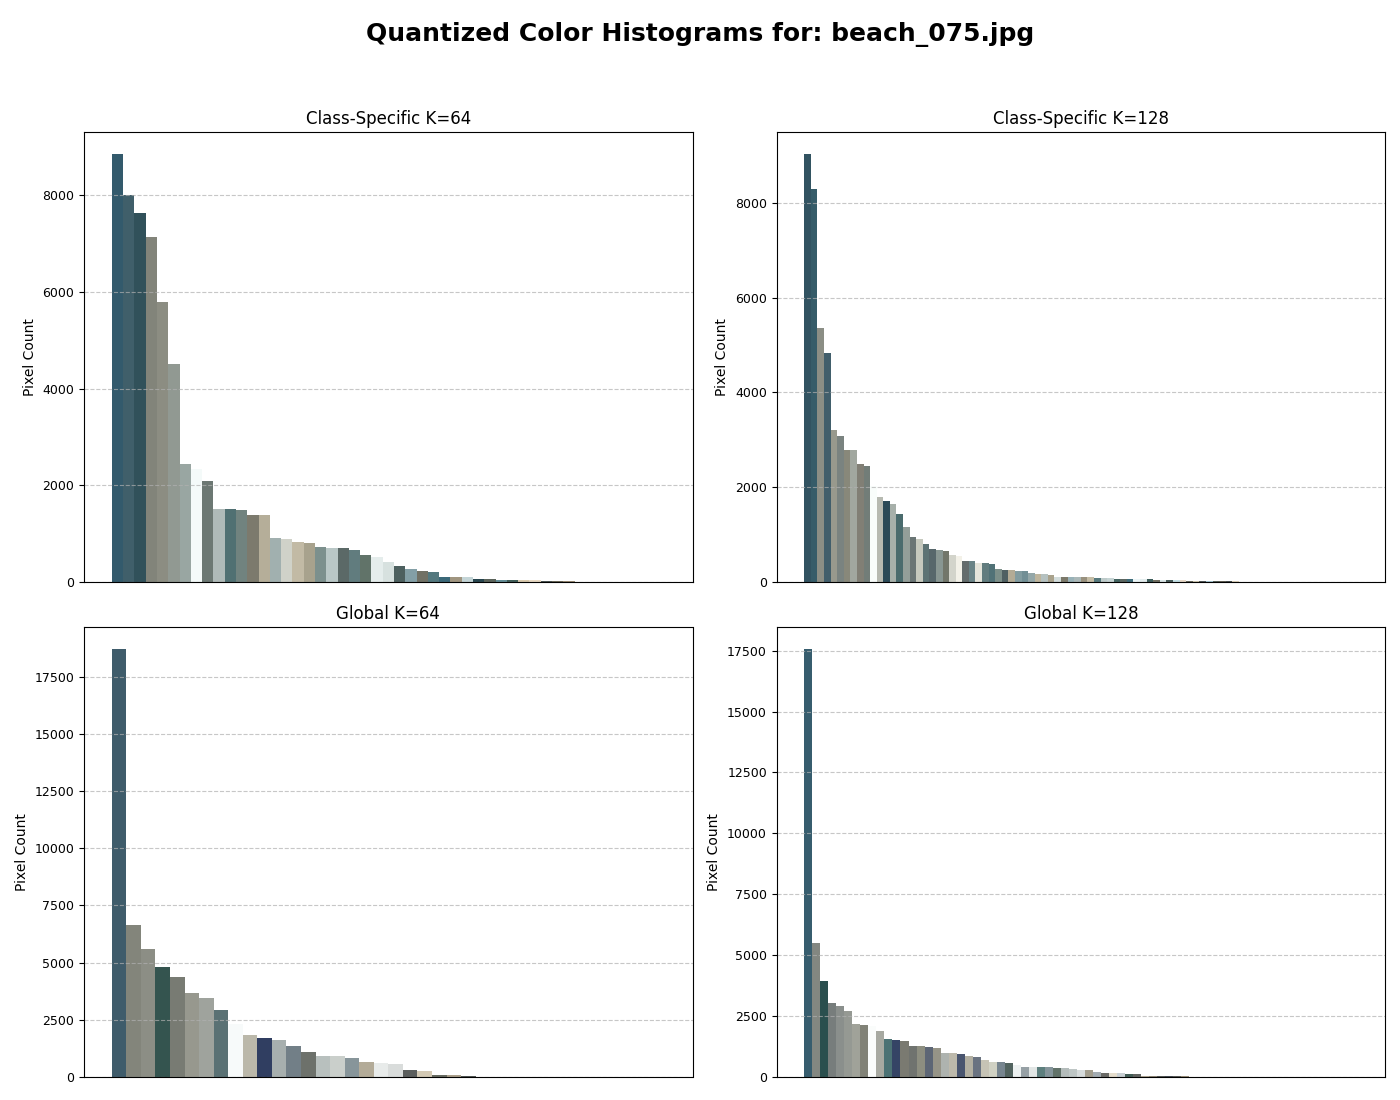 Quantized Color Histograms for: beach_075.jpg
Class-Specific K=64
Pixel Count
8000
6000
4000
2000
0
Class-Specific K=128
Pixel Count
8000
6000
4000
2000
0
Global K=64
Pixel Count
17500
15000
12500
10000
7500
5000
2500
0
Global K=128
Pixel Count
17500
15000
12500
10000
7500
5000
2500
0